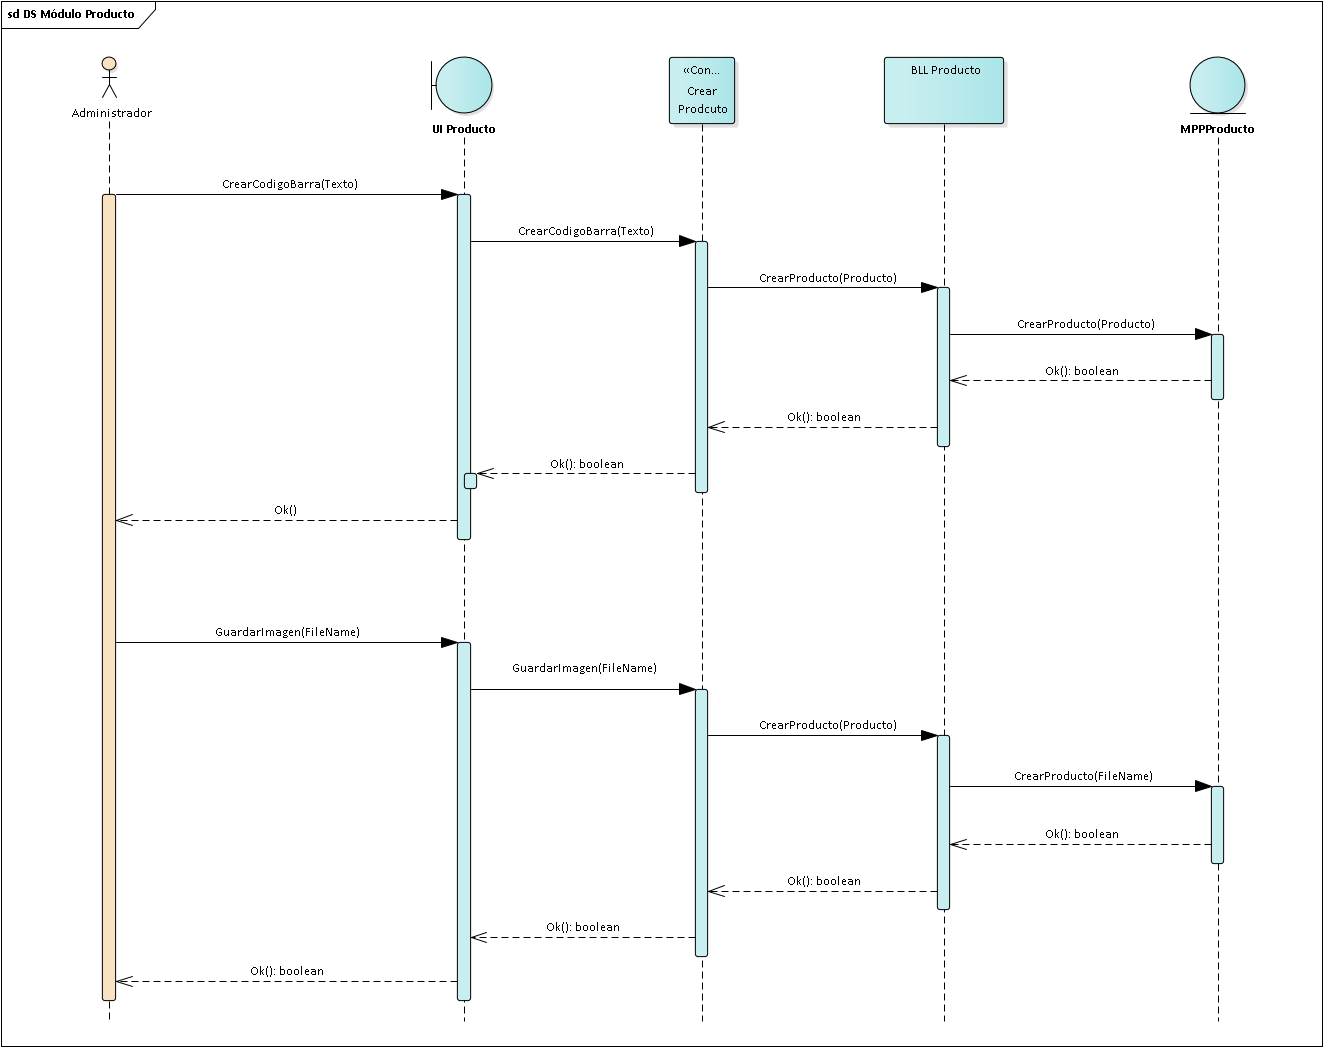 sd DS Módulo Producto
Administrador
UI Producto
«Con...
Crear
Prodcuto
BLL Producto
MPPProducto
CrearCodigoBarra(Texto)
CrearCodigoBarra(Texto)
CrearProducto(Producto)
CrearProducto(Producto)
Ok(): boolean
Ok(): boolean
Ok(): boolean
Ok()
GuardarImagen(FileName)
GuardarImagen(FileName)
CrearProducto(Producto)
CrearProducto(FileName)
Ok(): boolean
Ok(): boolean
Ok(): boolean
Ok(): boolean